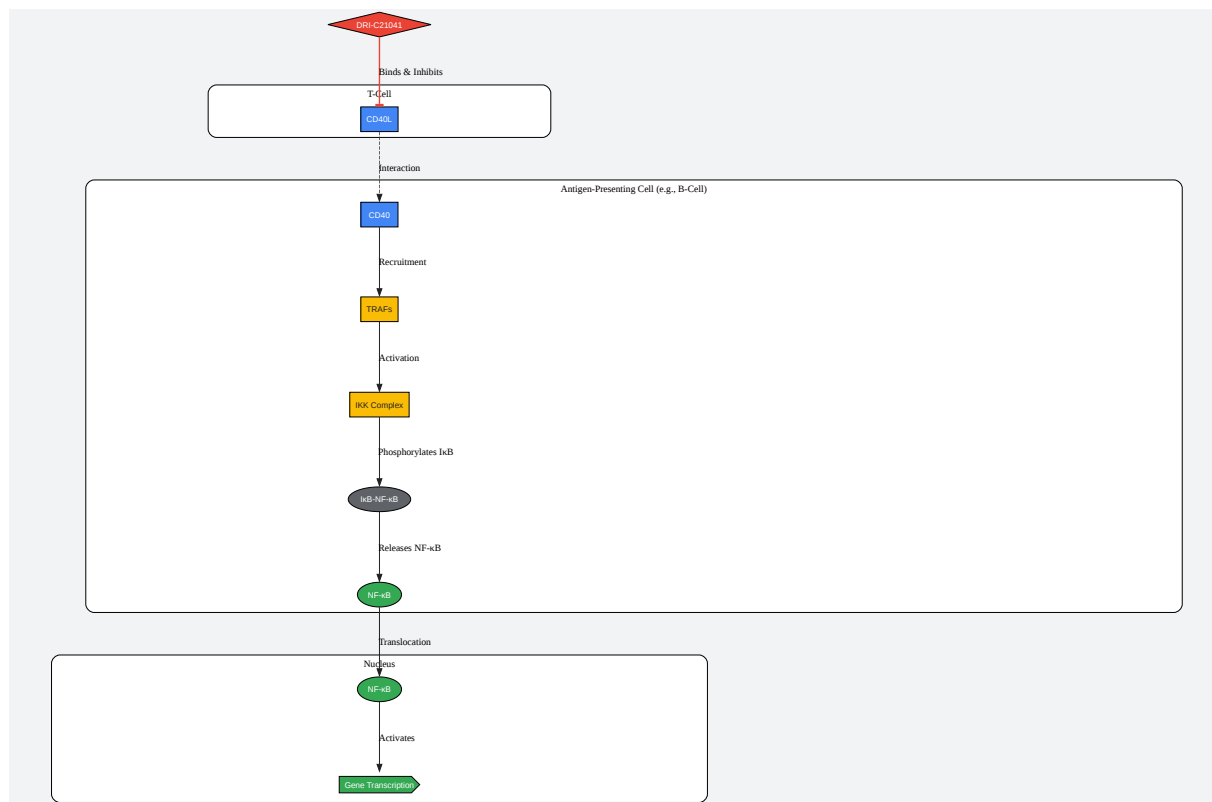 DRI-C21041
Binds & Inhibits
T-Cell
CD40L
Interaction
Antigen-Presenting Cell (e.g., B-Cell)
CD40
Recruitment
TRAFs
Activation
IKK Complex
Phosphorylates IκB
IκB-NF-κB
Releases NF-κB
NF-κB
Translocation
Nucleus
NF-κB
Activates
Gene Transcription